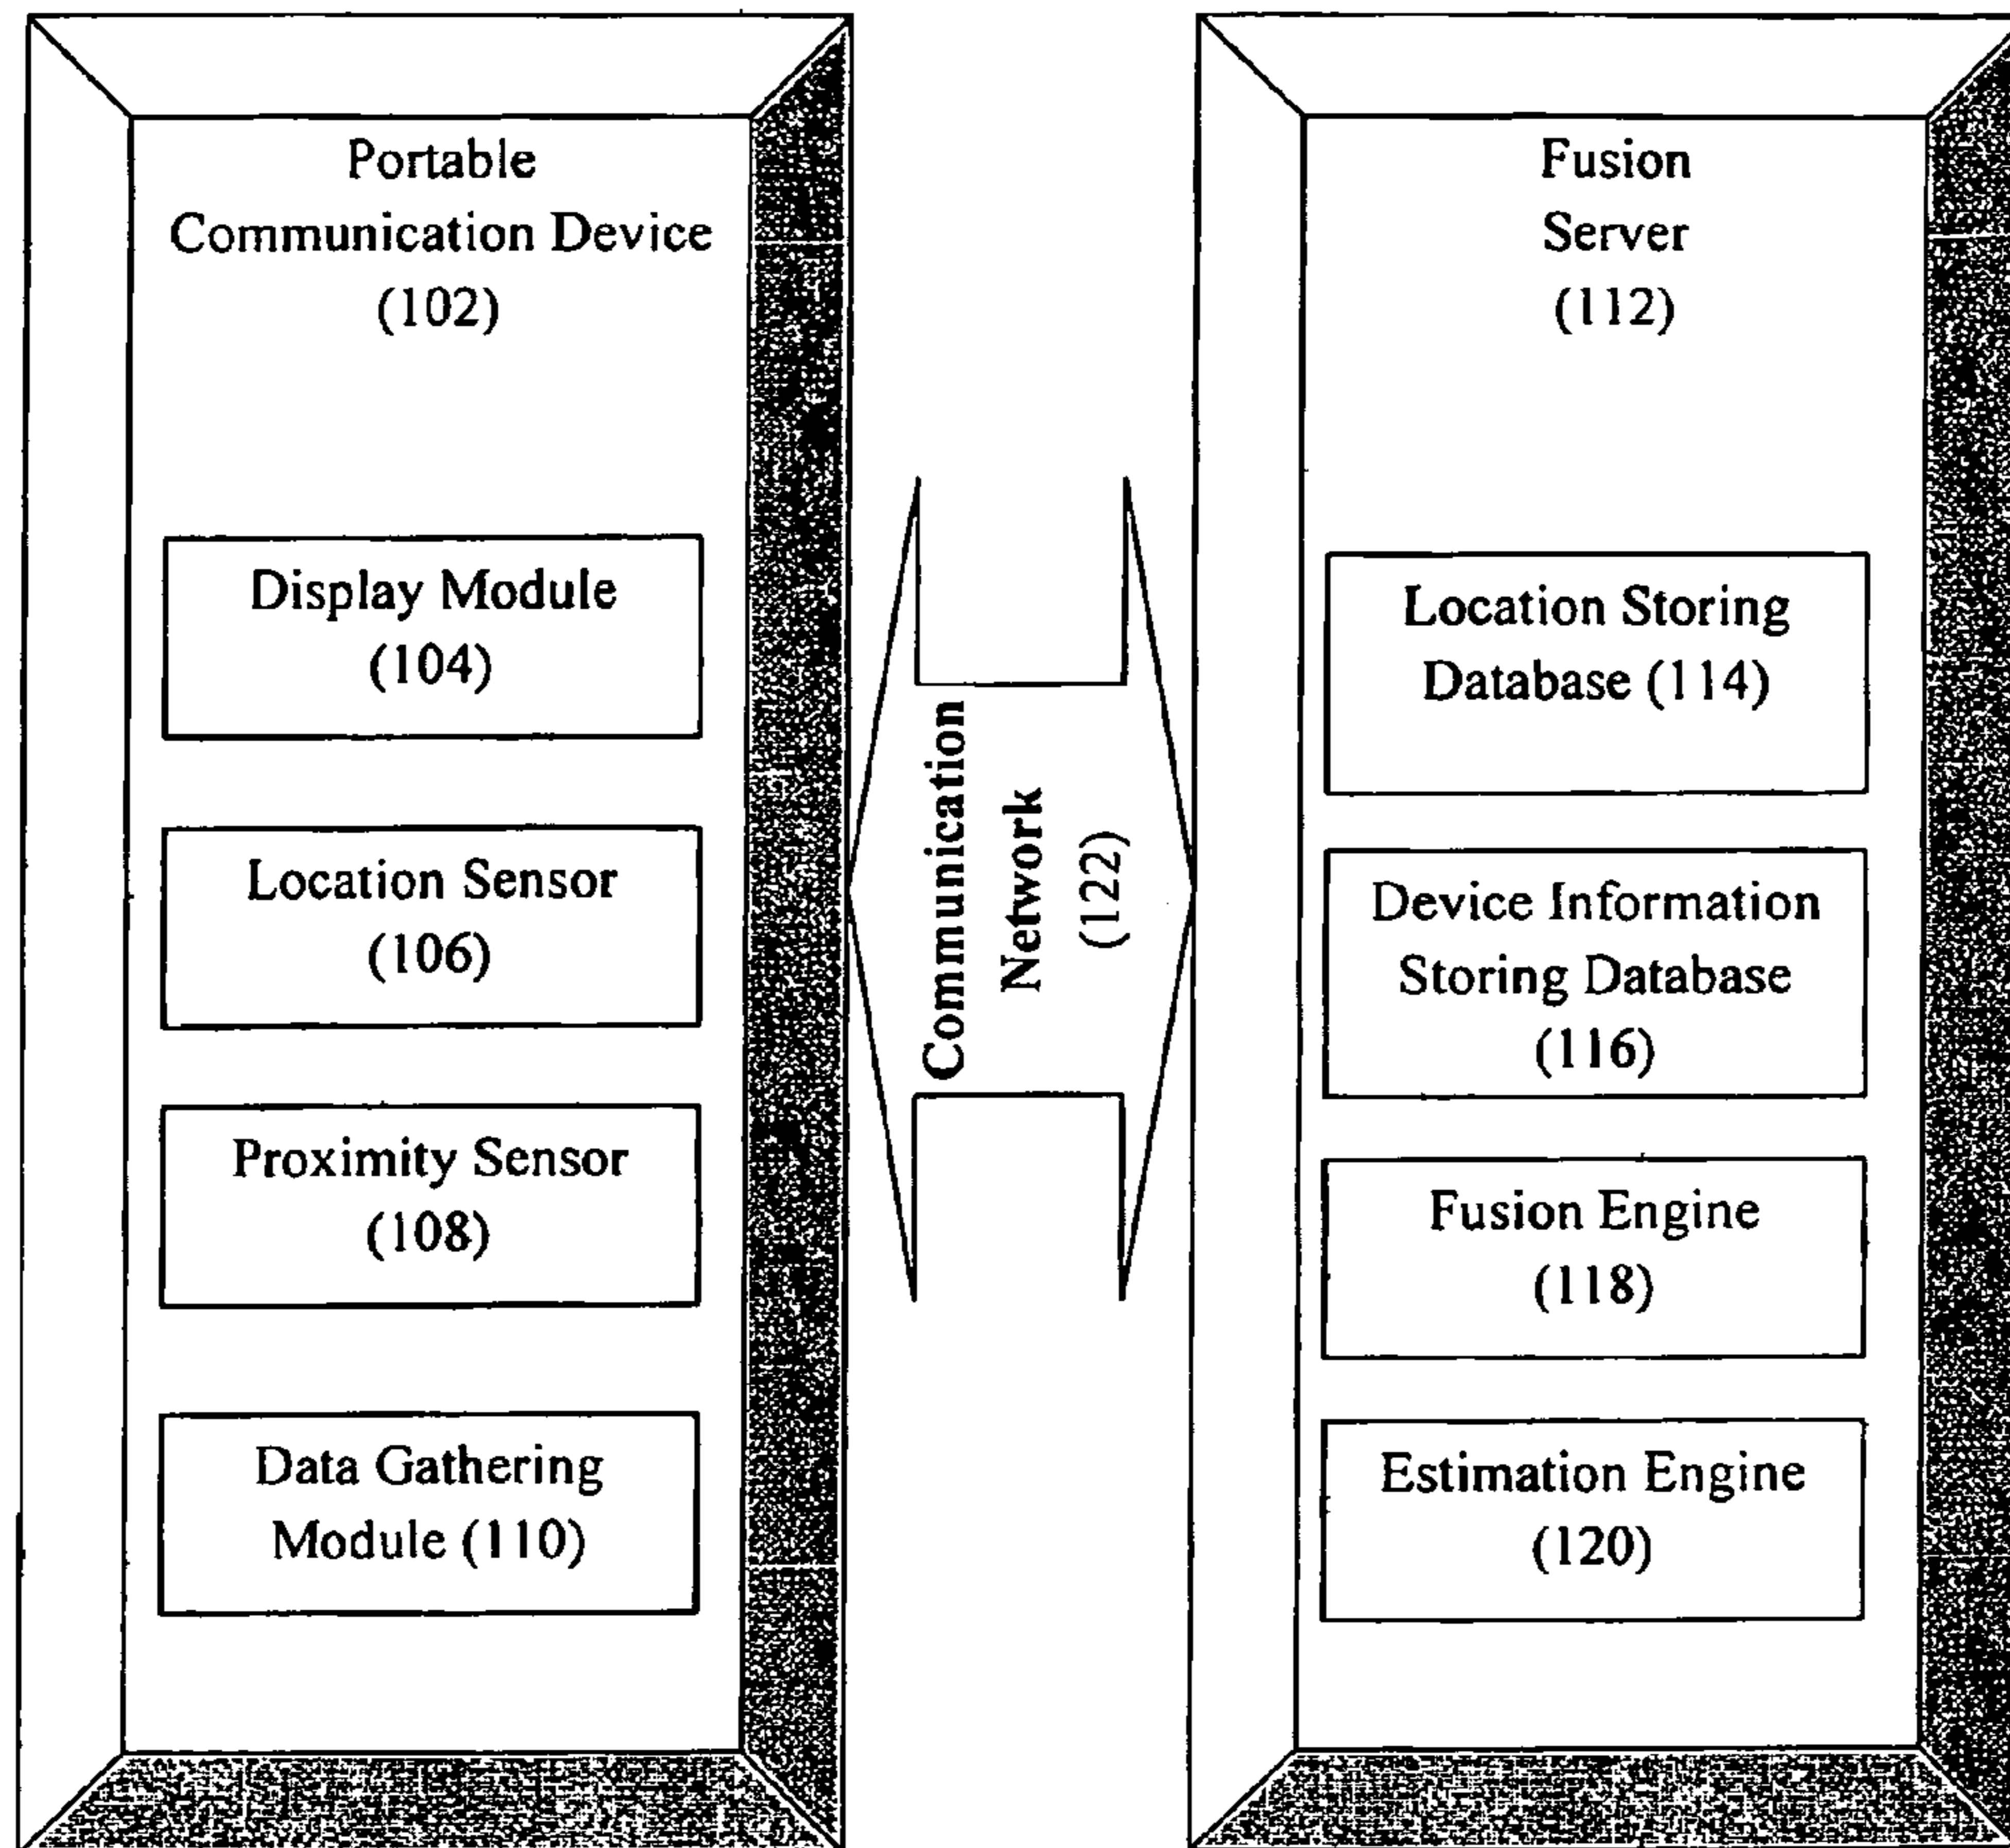 Portable
Communication Device
(102)
Display Module
(104)
Location Sensor
(106)
Proximity Sensor
(108)
Data Gathering
Module (110)
Communication
Network
(122)
Fusion
Server
(112)
Location Storing
Database (114)
Device Information
Storing Database
(116)
Fusion Engine
(118)
Estimation Engine
(120)